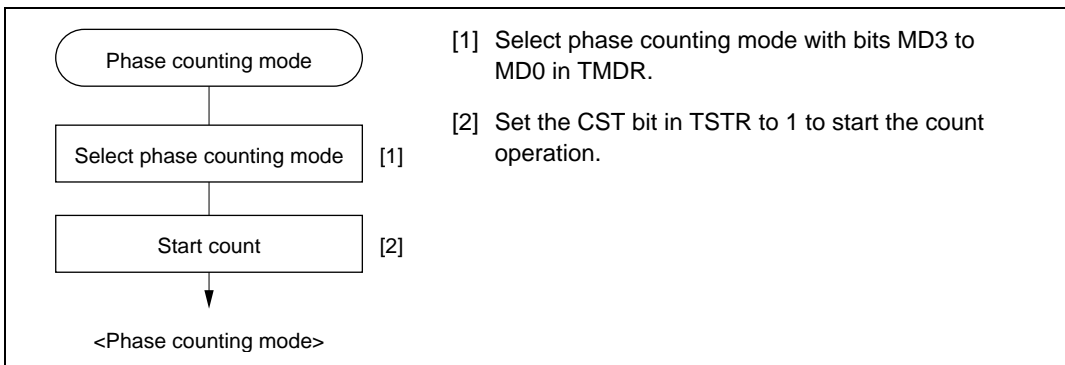 Phase counting mode
Select phase counting mode [1]
Start count [2]
<Phase counting mode>
[1] Select phase counting mode with bits MD3 to
MD0 in TMDR.
[2] Set the CST bit in TSTR to 1 to start the count
operation.